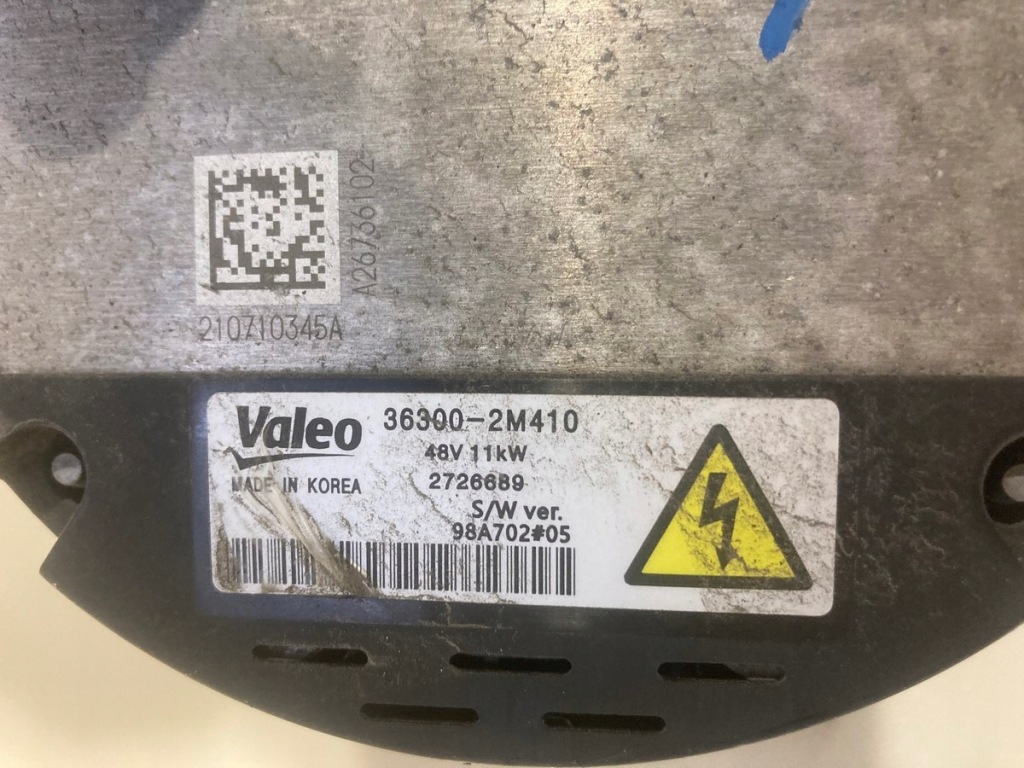 A26736102
210710345A
Valeo 36300-2M410
48V 11kW
MADE IN KOREA 2726689
S/W ver.
98A702#05